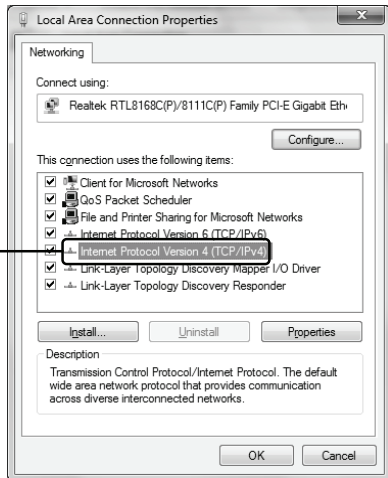 Local Area Connection Properties
Networking
Connect using:
Realtek RTL8168C(P)/8111C(P) Family PCI-E Gigabit Eth
Configure...
This connection uses the following items:
Client for Microsoft Networks
QoS Packet Scheduler
File and Printer Sharing for Microsoft Networks
Internet Protocol Version 6 (TCP/IPv6)
Internet Protocol Version 4 (TCP/IPv4)
Link-Layer Topology Discovery Mapper I/O Driver
Link-Layer Topology Discovery Responder
Install... Uninstall Properties
Description
Transmission Control Protocol/Internet Protocol. The default
wide area network protocol that provides communication
across diverse interconnected networks.
OK Cancel